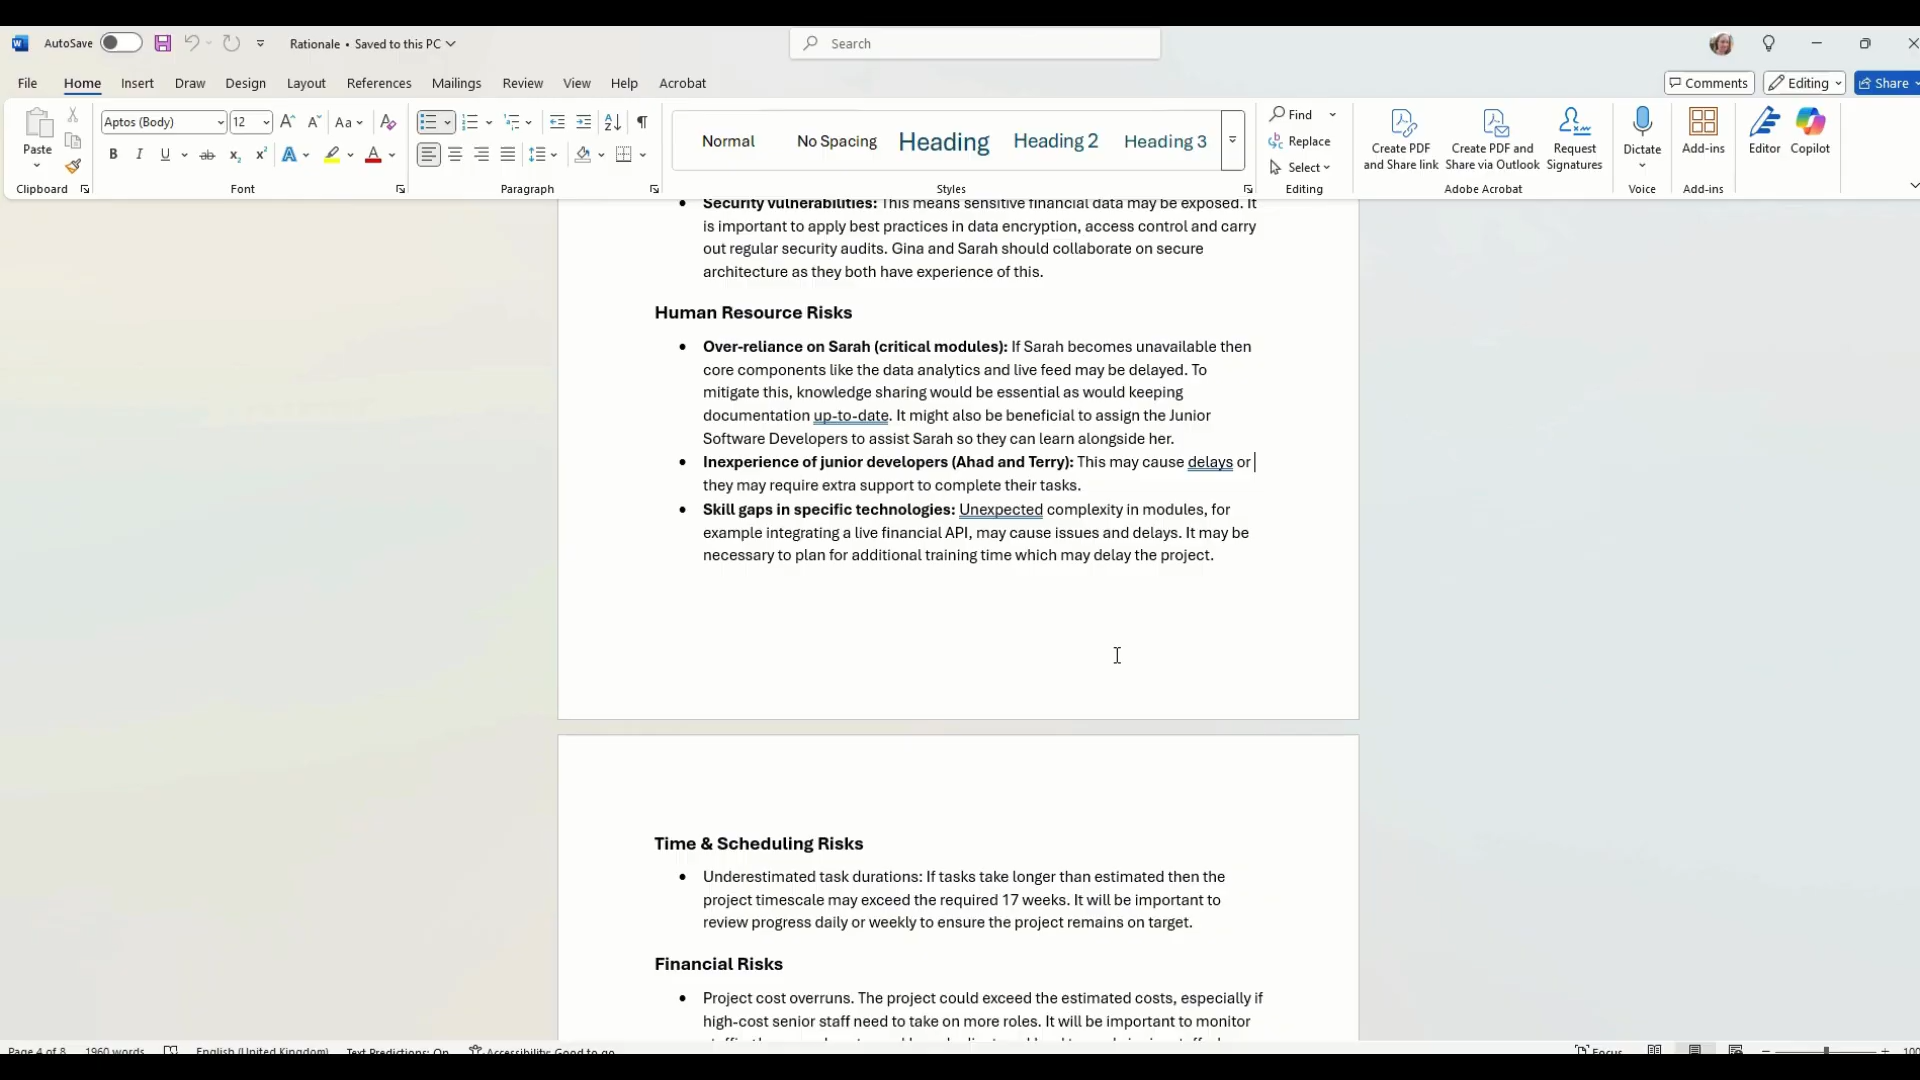 AutoSave
Rationale • Saved to this PC
Search
File Home Insert Draw Design Layout References Mailings Review View Help Acrobat
Comments Editing Share
Paste
Aptos (Body) 12
Aa
B I U ab x₂ x² A A
Normal No Spacing Heading Heading 2 Heading 3
Find
Replace
Select
Create PDF and Share link
Create PDF and Share via Outlook
Request Signatures
Dictate
Add-ins
Editor
Copilot
Clipboard Font Paragraph Styles Editing Adobe Acrobat Voice Add-ins
• Security vulnerabilities: This means sensitive financial data may be exposed. It
is important to apply best practices in data encryption, access control and carry
out regular security audits. Gina and Sarah should collaborate on secure
architecture as they both have experience of this.
Human Resource Risks
• Over-reliance on Sarah (critical modules): If Sarah becomes unavailable then
core components like the data analytics and live feed may be delayed. To
mitigate this, knowledge sharing would be essential as would keeping
documentation up-to-date. It might also be beneficial to assign the Junior
Software Developers to assist Sarah so they can learn alongside her.
• Inexperience of junior developers (Ahad and Terry): This may cause delays or
they may require extra support to complete their tasks.
• Skill gaps in specific technologies: Unexpected complexity in modules, for
example integrating a live financial API, may cause issues and delays. It may be
necessary to plan for additional training time which may delay the project.
Time & Scheduling Risks
• Underestimated task durations: If tasks take longer than estimated then the
project timescale may exceed the required 17 weeks. It will be important to
review progress daily or weekly to ensure the project remains on target.
Financial Risks
• Project cost overruns. The project could exceed the estimated costs, especially if
high-cost senior staff need to take on more roles. It will be important to monitor
Page 4 of 8 1960 words English (United Kingdom) Text Predictions: On Accessibility: Good to go Focus 100